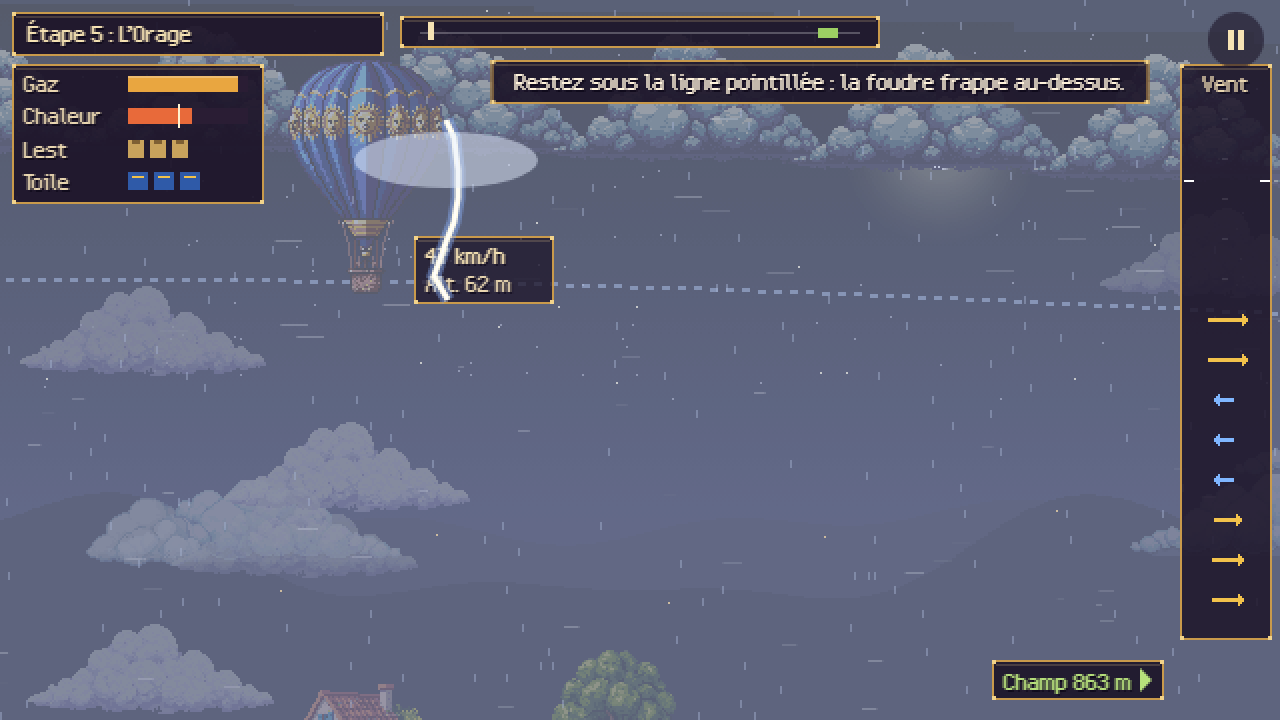 Étape 5 : L'Orage
Restez sous la ligne pointillée : la foudre frappe au-dessus.
Gaz
Chaleur
Lest
Toile
Vent
km/h
62 m
Champ 863 m